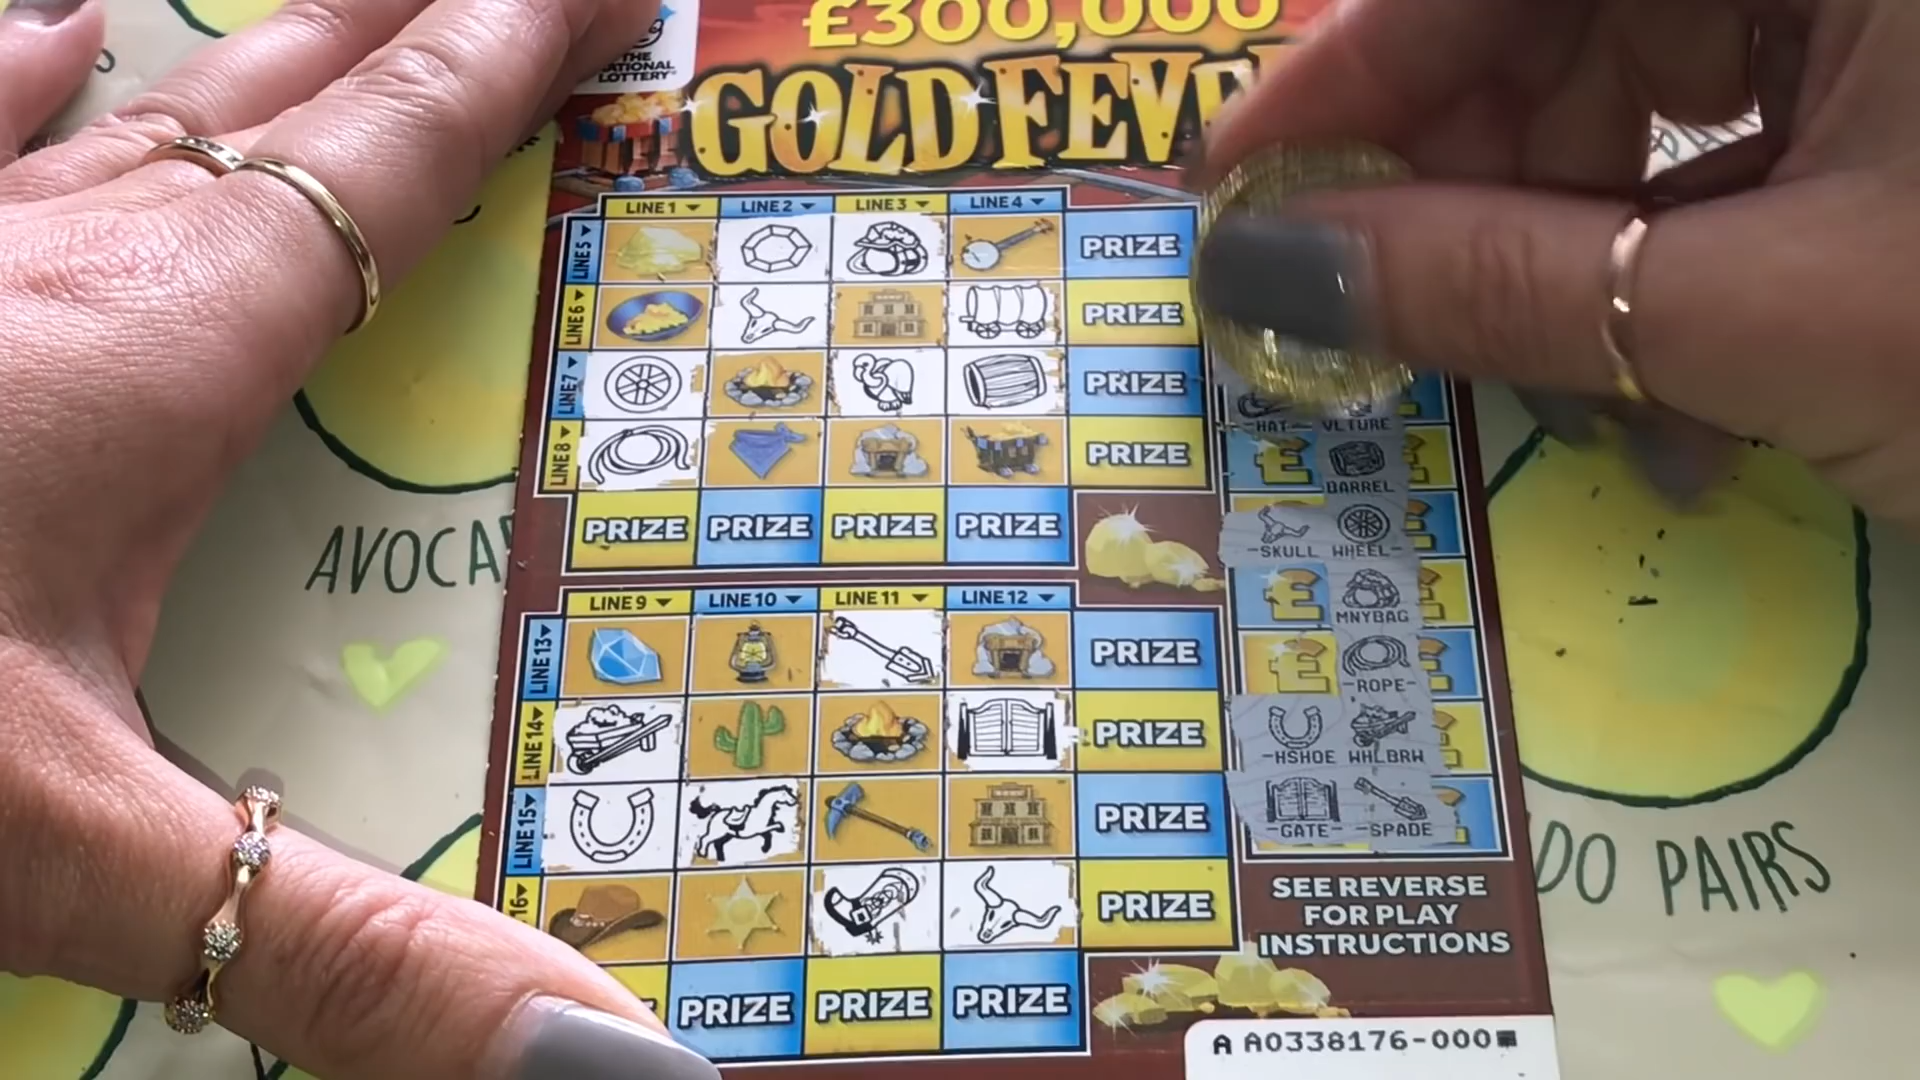 £300,000
THE
NATIONAL
LOTTERY
GOLD FEVE
LINE 1 LINE 2 LINE 3 LINE 4
LINE 5 PRIZE
LINE 6 PRIZE
LINE 7 PRIZE
LINE 8 PRIZE
PRIZE PRIZE PRIZE PRIZE
LINE 9 LINE 10 LINE 11 LINE 12
LINE 13 PRIZE
LINE 14 PRIZE
LINE 15 PRIZE
16 PRIZE
PRIZE PRIZE PRIZE
-HAT- VLTURE
£ BARREL
-SKULL WHEEL-
£ MNYBAG
£ -ROPE-
-HSHOE WHLBRW
-GATE- -SPADE
SEE REVERSE
FOR PLAY
INSTRUCTIONS
A A0338176-000
AVOCA
DO PAIRS